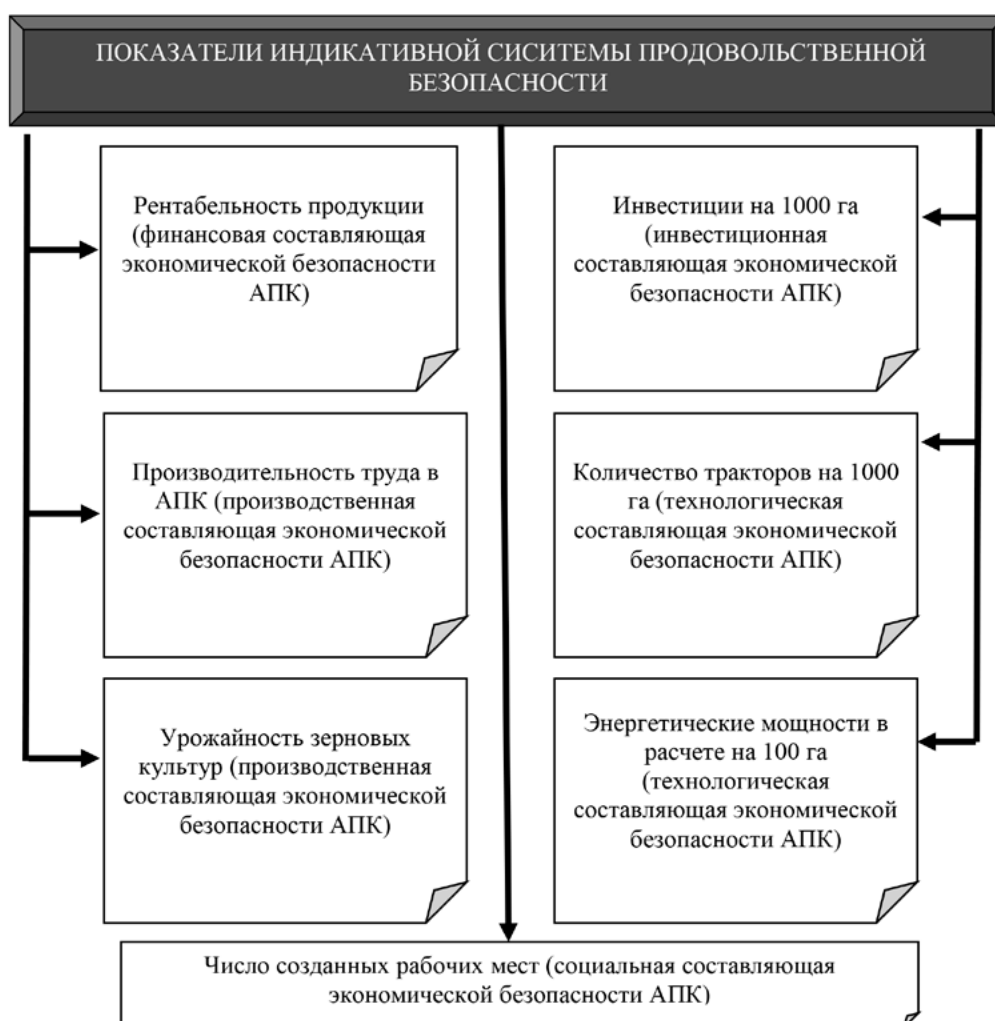 ПОКАЗАТЕЛИ ИНДИКАТИВНОЙ СИСИТЕМЫ ПРОДОВОЛЬСТВЕННОЙ
БЕЗОПАСНОСТИ
Рентабельность продукции
(финансовая составляющая
экономической безопасности
АПК)
Инвестиции на 1000 га
(инвестиционная
составляющая экономической
безопасности АПК)
Производительность труда в
АПК (производственная
составляющая экономической
безопасности АПК)
Количество тракторов на 1000
га (технологическая
составляющая экономической
безопасности АПК)
Урожайность зерновых
культур (производственная
составляющая экономической
безопасности АПК)
Энергетические мощности в
расчете на 100 га
(технологическая
составляющая экономической
безопасности АПК)
Число созданных рабочих мест (социальная составляющая
экономической безопасности АПК)